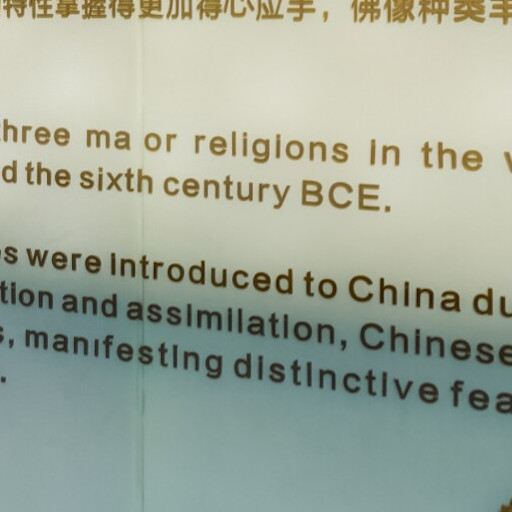 特性掌握得更加得心应手，佛像种类丰
three ma or religions in the
d the sixth century BCE.
s were introduced to China du
tion and assimilation, Chinese
s, manifesting distinctive fea
.